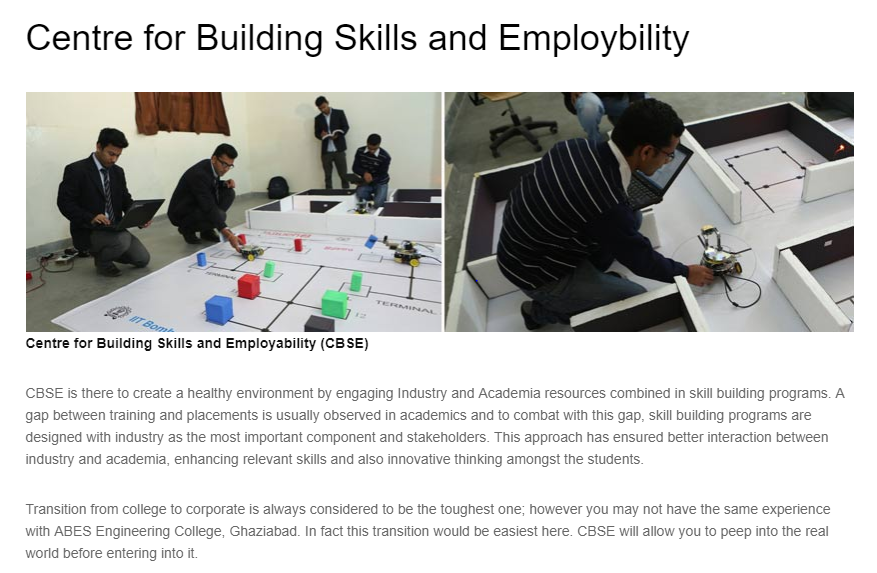 Centre for Building Skills and Employbility
TERMINAL
TERMINAL
IIT Bomb
Centre for Building Skills and Employability (CBSE)
CBSE is there to create a healthy environment by engaging Industry and Academia resources combined in skill building programs. A
gap between training and placements is usually observed in academics and to combat with this gap, skill building programs are
designed with industry as the most important component and stakeholders. This approach has ensured better interaction between
industry and academia, enhancing relevant skills and also innovative thinking amongst the students.
Transition from college to corporate is always considered to be the toughest one; however you may not have the same experience
with ABES Engineering College, Ghaziabad. In fact this transition would be easiest here. CBSE will allow you to peep into the real
world before entering into it.